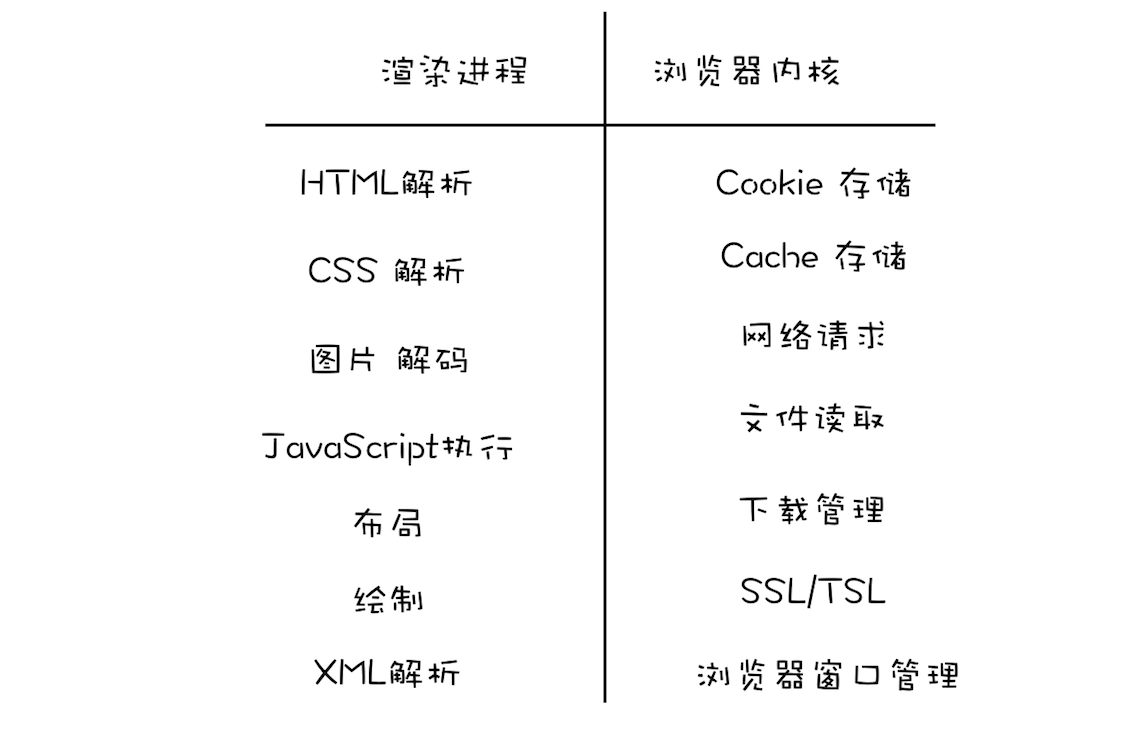 渲染进程 浏览器内核
HTML解析 Cookie 存储
CSS 解析 Cache 存储
图片 解码 网络请求
JavaScript执行 文件读取
布局 下载管理
绘制 SSL/TSL
XML解析 浏览器窗口管理